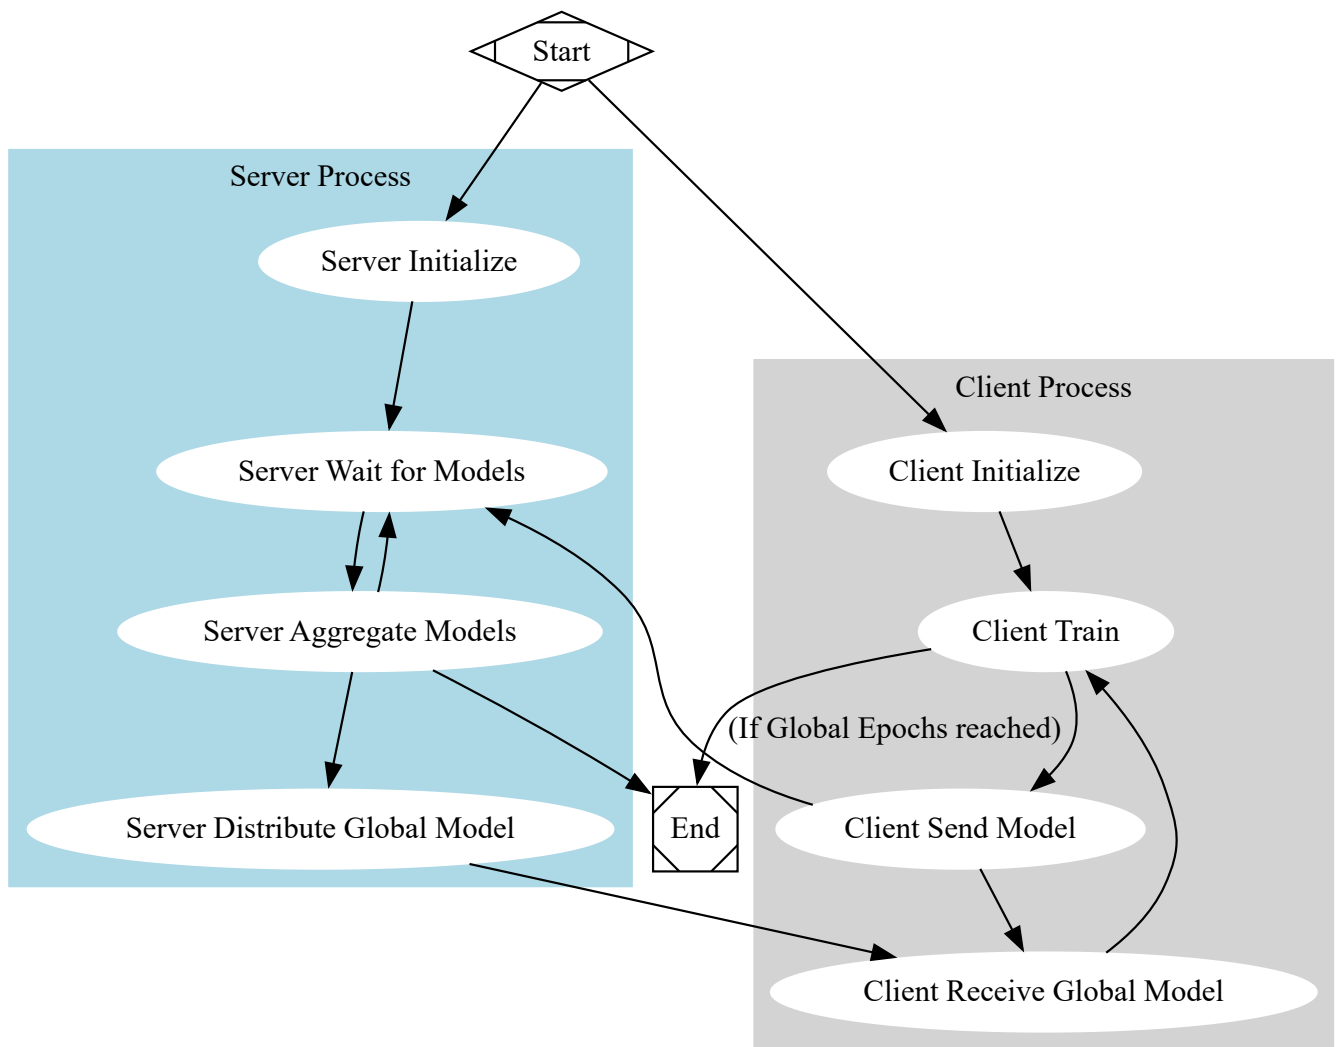 Start
Server Process
Server Initialize
Client Process
Server Wait for Models
Client Initialize
Server Aggregate Models
Client Train
(If Global Epochs reached)
Server Distribute Global Model
End
Client Send Model
Client Receive Global Model